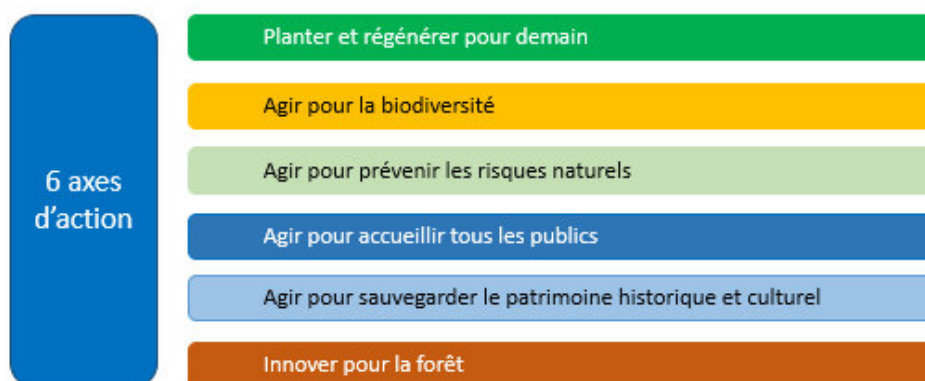 6 axes
d’action
Planter et régénérer pour demain
Agir pour la biodiversité
Agir pour prévenir les risques naturels
Agir pour accueillir tous les publics
Agir pour sauvegarder le patrimoine historique et culturel
Innover pour la forêt